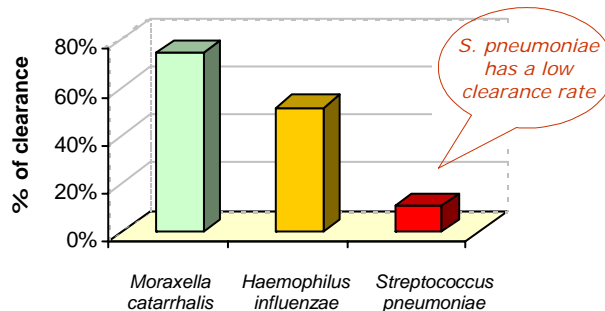 S. pneumoniae
has a low
clearance rate
% of clearance
80%
60%
40%
20%
0%
Moraxella
catarrhalis
Haemophilus
influenzae
Streptococcus
pneumoniae